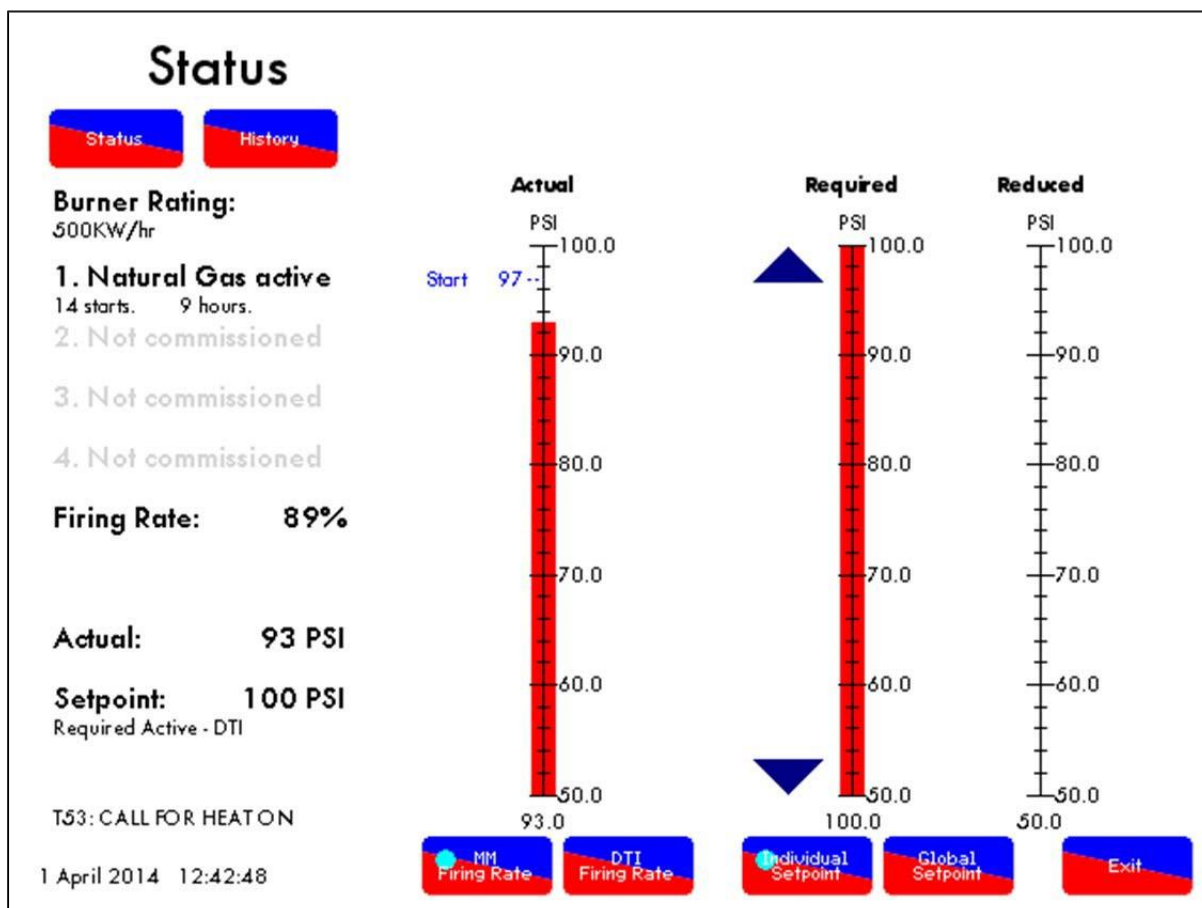 Status
Status
History
Burner Rating:
500KW/hr
1. Natural Gas active
14 starts. 9 hours.
2. Not commissioned
3. Not commissioned
4. Not commissioned
Firing Rate: 89%
Actual: 93 PSI
Setpoint: 100 PSI
Required Active - DTI
T53: CALL FOR HEAT ON
1 April 2014 12:42:48
Actual
PSI
Start 97
100.0
90.0
80.0
70.0
60.0
50.0
93.0
Required
PSI
100.0
90.0
80.0
70.0
60.0
50.0
100.0
Reduced
PSI
100.0
90.0
80.0
70.0
60.0
50.0
50.0
MM
Firing Rate
DTI
Firing Rate
Individual
Setpoint
Global
Setpoint
Exit